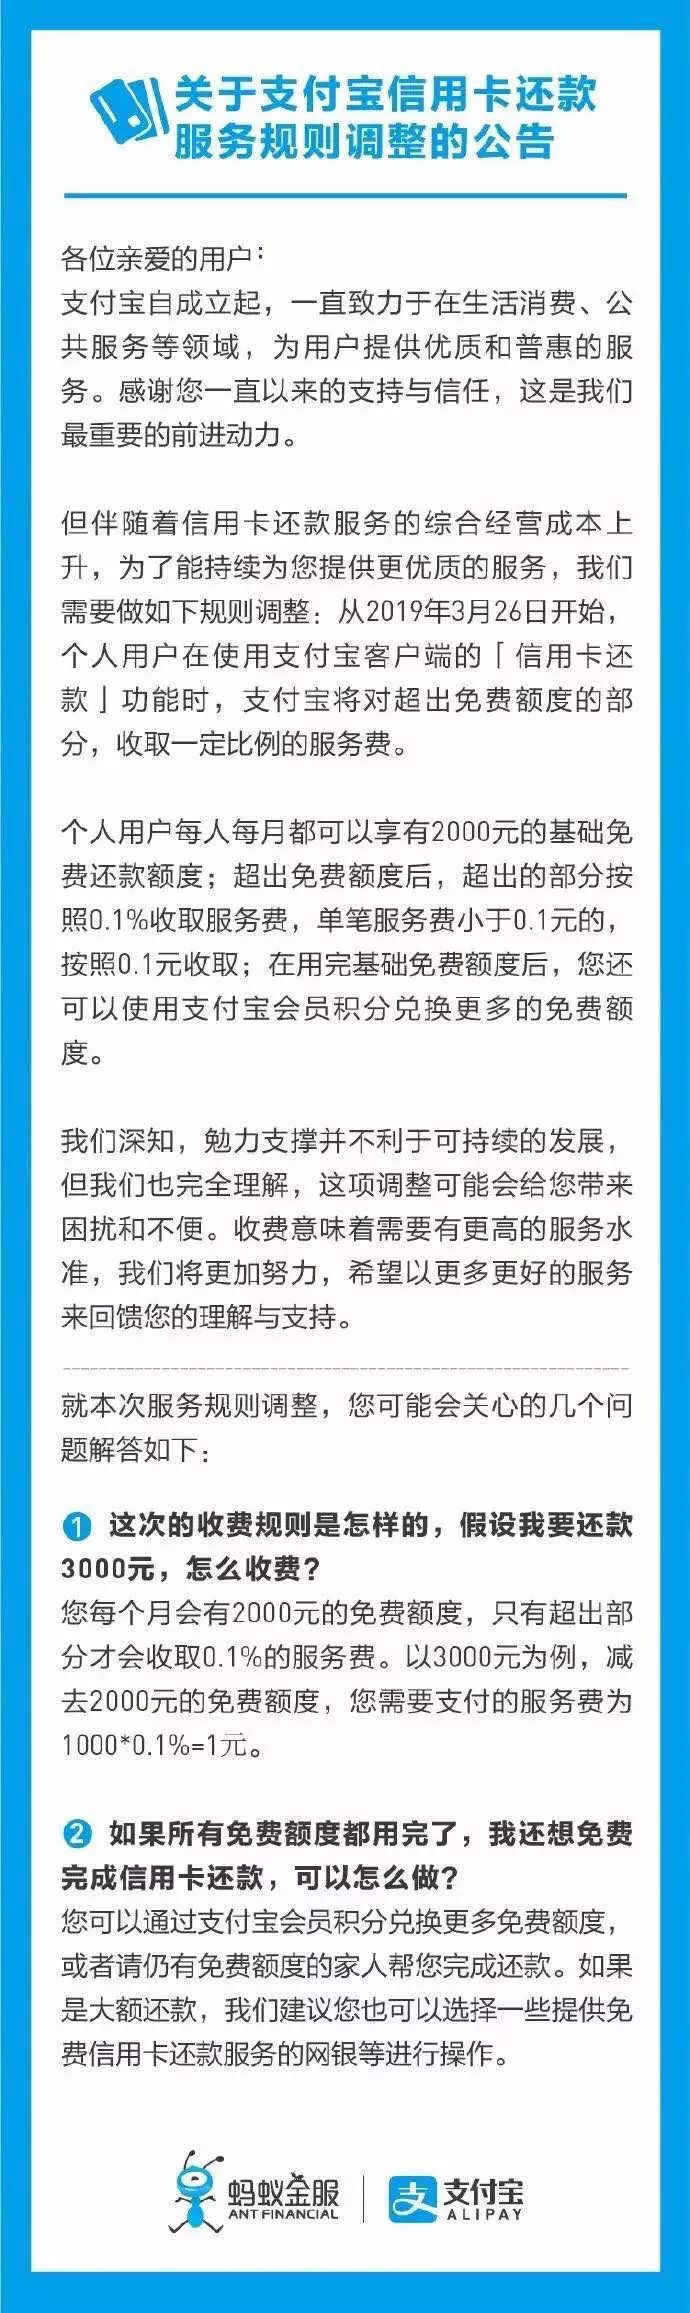 关于支付宝信用卡还款
服务规则调整的公告
各位亲爱的用户：
支付宝自成立起，一直致力于在生活消费、公
共服务等领域，为用户提供优质和普惠的服
务。感谢您一直以来的支持与信任，这是我们
最重要的前进动力。
但伴随着信用卡还款服务的综合经营成本上
升，为了能持续为您提供更优质的服务，我们
需要做如下规则调整：从2019年3月26日开始，
个人用户在使用支付宝客户端的「信用卡还
款」功能时，支付宝将对超出免费额度的部
分，收取一定比例的服务费。
个人用户每人每月都可以享有2000元的基础免
费还款额度；超出免费额度后，超出的部分按
照0.1%收取服务费，单笔服务费小于0.1元的，
按照0.1元收取；在用完基础免费额度后，您还
可以使用支付宝会员积分兑换更多的免费额
度。
我们深知，勉力支撑并不利于可持续的发展，
但我们也完全理解，这项调整可能会给您带来
困扰和不便。收费意味着需要有更高的服务水
准，我们将更加努力，希望以更多更好的服务
来回馈您的理解与支持。
就本次服务规则调整，您可能会关心的几个问
题解答如下：
1 这次的收费规则是怎样的，假设我要还款
3000元，怎么收费？
您每个月会有2000元的免费额度，只有超出部
分才会收取0.1%的服务费。以3000元为例，减
去2000元的免费额度，您需要支付的服务费为
1000*0.1%=1元。
2 如果所有免费额度都用完了，我还想免费
完成信用卡还款，可以怎么做？
您可以通过支付宝会员积分兑换更多免费额度，
或者请仍有免费额度的家人帮您完成还款。如果
是大额还款，我们建议您也可以选择一些提供免
费信用卡还款服务的网银等进行操作。
蚂蚁金服 支 支付宝
ANT FINANCIAL ALIPAY